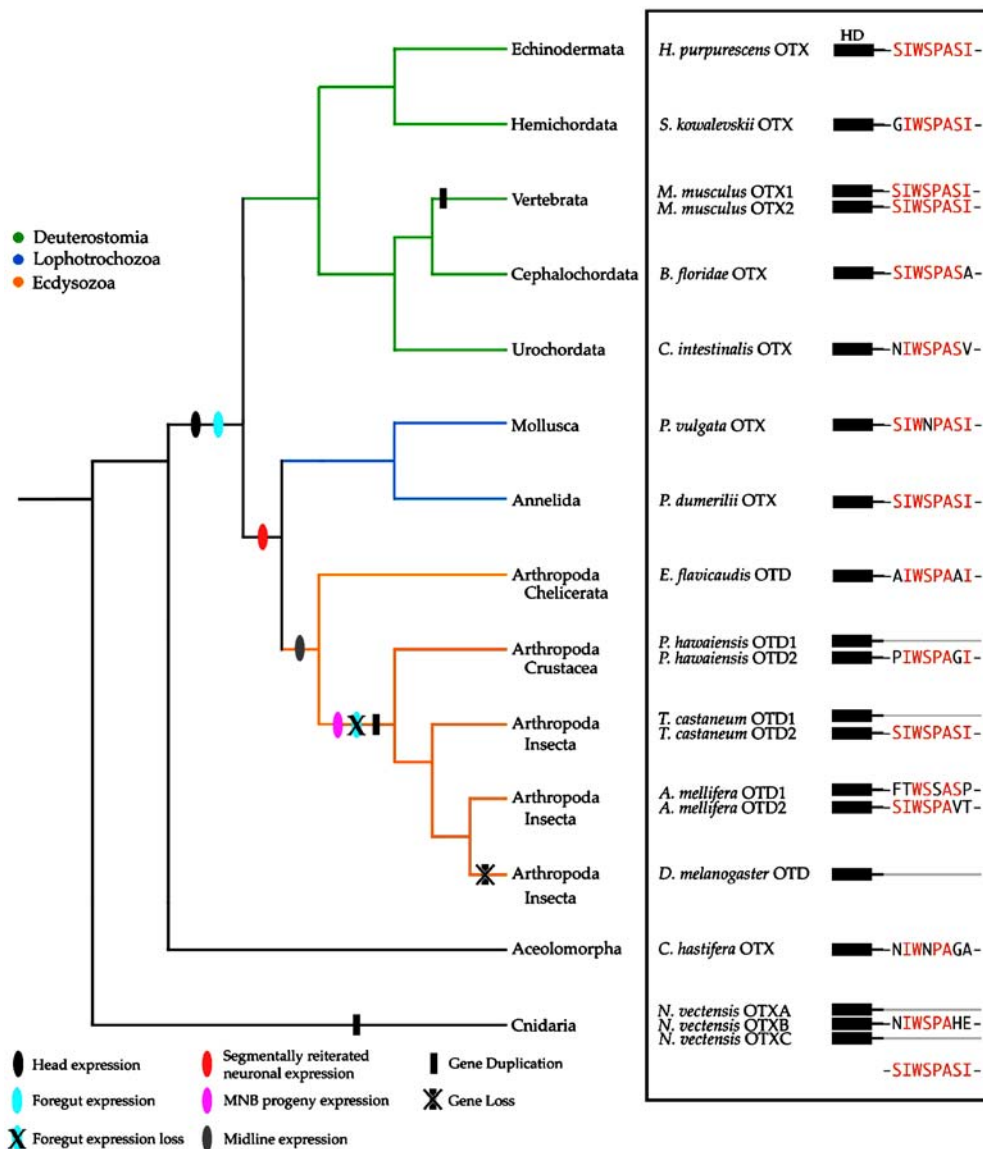 HD
Echinodermata H. purpurescens OTX -SIWSPASI-
Hemichordata S. kowalevskii OTX -GIWSPASI-
Vertebrata M. musculus OTX1 -SIWSPASI-
M. musculus OTX2 -SIWSPASI-
Deuterostomia
Lophotrochozoa
Ecdysozoa
Cephalochordata B. floridae OTX -SIWSPASA-
Urochordata C. intestinalis OTX -NIWSPASV-
Mollusca P. vulgata OTX -SIWNPASI-
Annelida P. dumerilii OTX -SIWSPASI-
Arthropoda E. flavicaudis OTD -AIWSPAAI-
Chelicerata
Arthropoda P. hawaiensis OTD1
Crustacea P. hawaiensis OTD2 -PIWSPAGI-
Arthropoda T. castaneum OTD1
Insecta T. castaneum OTD2 -SIWSPASI-
Arthropoda A. mellifera OTD1 -FTWSSASP-
Insecta A. mellifera OTD2 -SIWSPAVT-
Arthropoda D. melanogaster OTD
Insecta
Aceolomorpha C. hastifera OTX -NIWNPAGA-
N. vectensis OTXA
Cnidaria N. vectensis OTXB -NIWSPAHE-
N. vectensis OTXC
-SIWSPASI-
Head expression
Foregut expression
X Foregut expression loss
Segmentally reiterated
neuronal expression
MNB progeny expression
Midline expression
Gene Duplication
Gene Loss